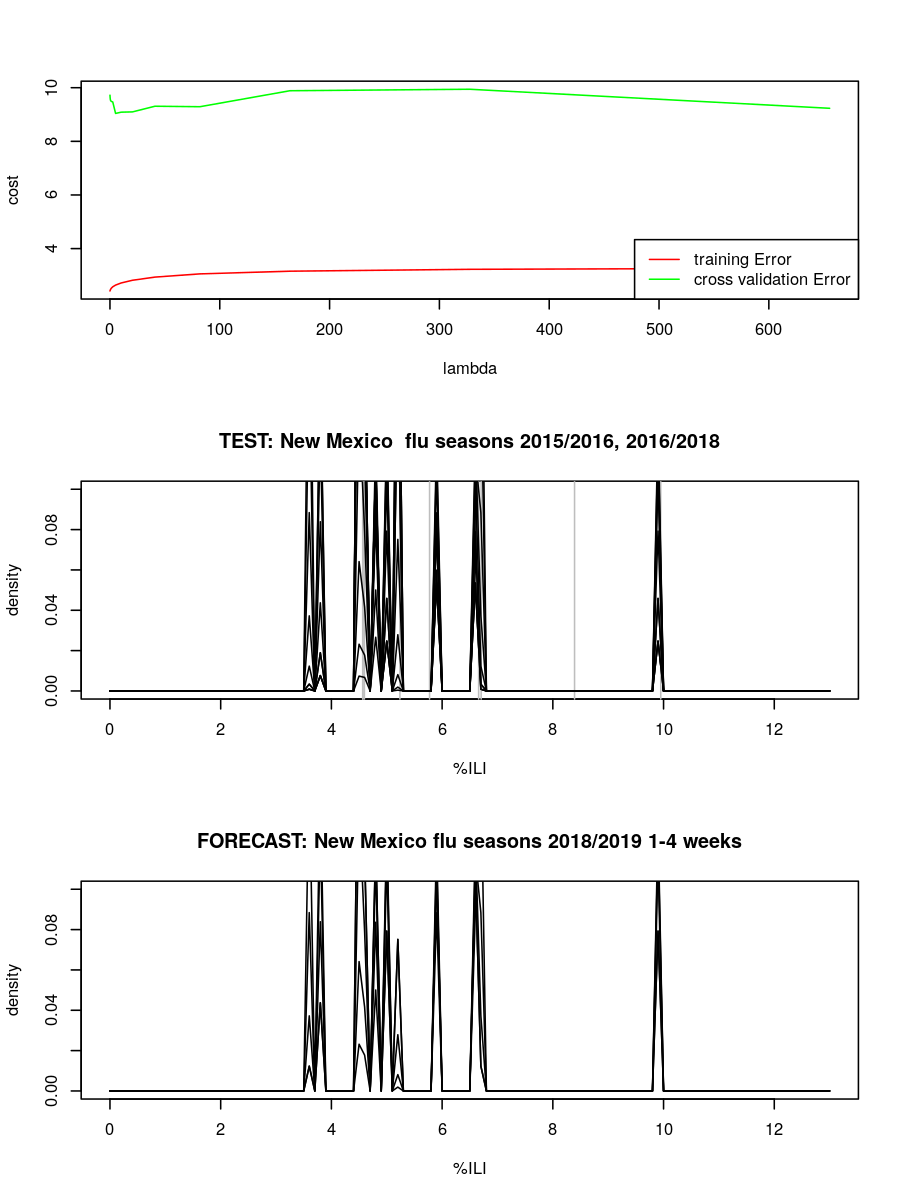 10
8
6
4
cost
training Error
cross validation Error
0 100 200 300 400 500 600
lambda
TEST: New Mexico  flu seasons 2015/2016, 2016/2018
0.08
0.04
0.00
density
0 2 4 6 8 10 12
%ILI
FORECAST: New Mexico flu seasons 2018/2019 1-4 weeks
0.08
0.04
0.00
density
0 2 4 6 8 10 12
%ILI